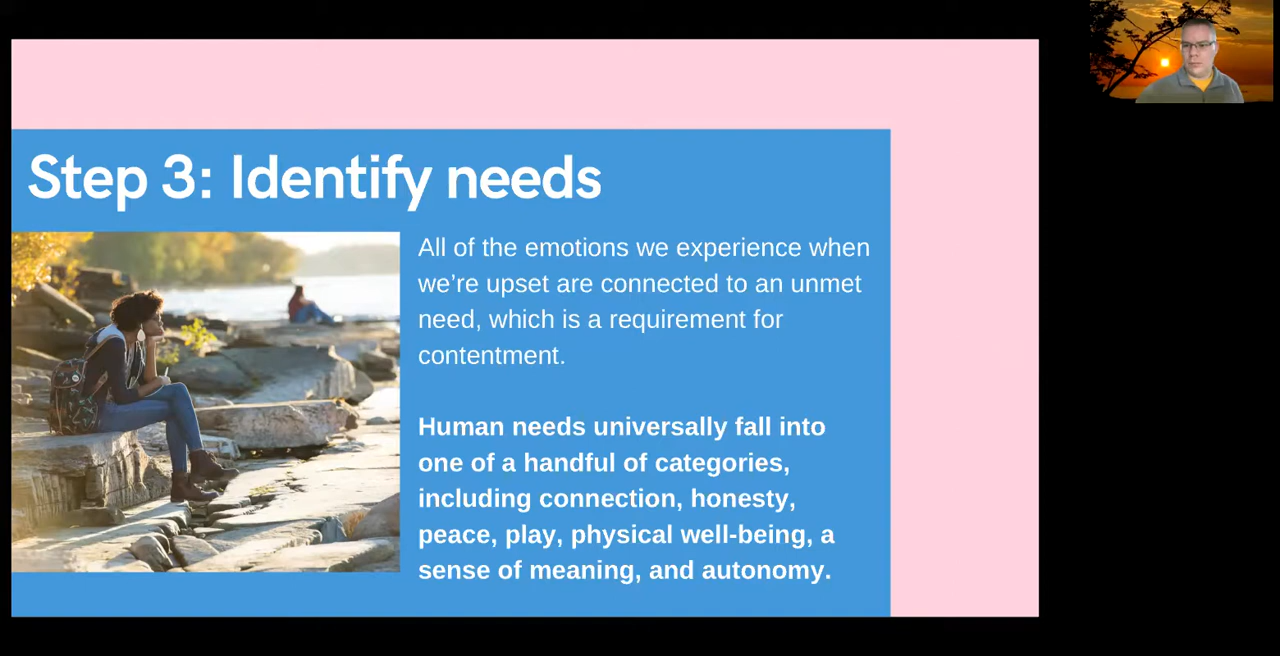 Step 3: Identify needs
All of the emotions we experience when
we’re upset are connected to an unmet
need, which is a requirement for
contentment.
Human needs universally fall into
one of a handful of categories,
including connection, honesty,
peace, play, physical well-being, a
sense of meaning, and autonomy.